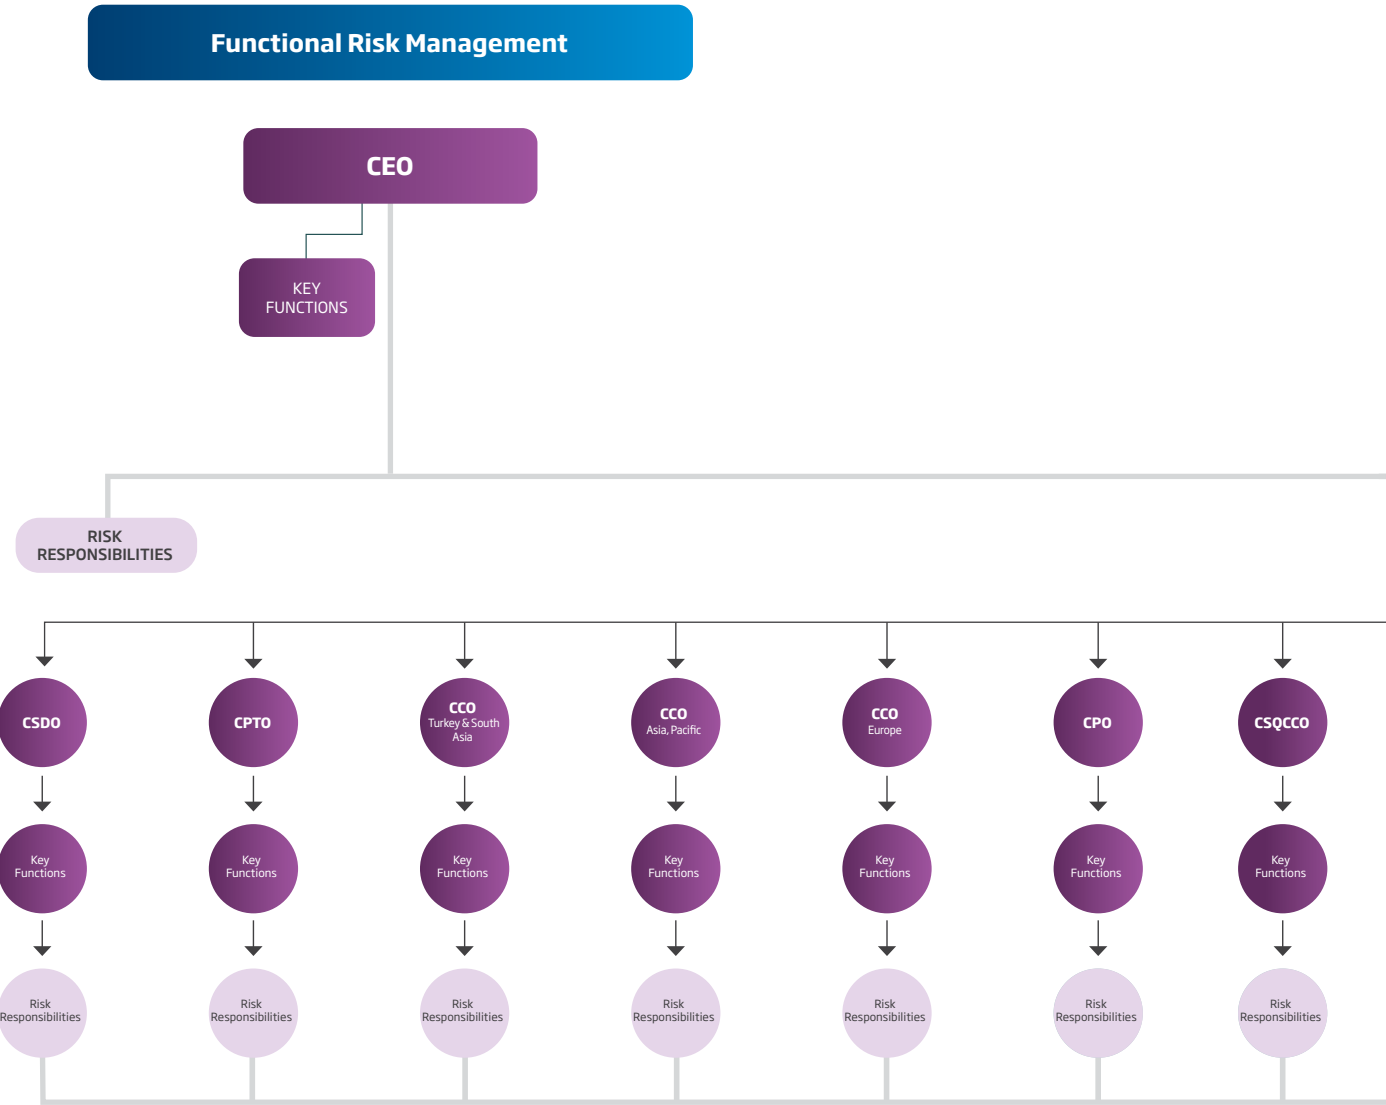 Functional Risk Management
CEO
KEY
FUNCTIONS
RISK
RESPONSIBILITIES
CSDO
CPTO
CCO
Turkey & South
Asia
CCO
Asia, Pacific
CCO
Europe
CPO
CSQCCO
Key
Functions
Key
Functions
Key
Functions
Key
Functions
Key
Functions
Key
Functions
Key
Functions
Risk
Responsibilities
Risk
Responsibilities
Risk
Responsibilities
Risk
Responsibilities
Risk
Responsibilities
Risk
Responsibilities
Risk
Responsibilities